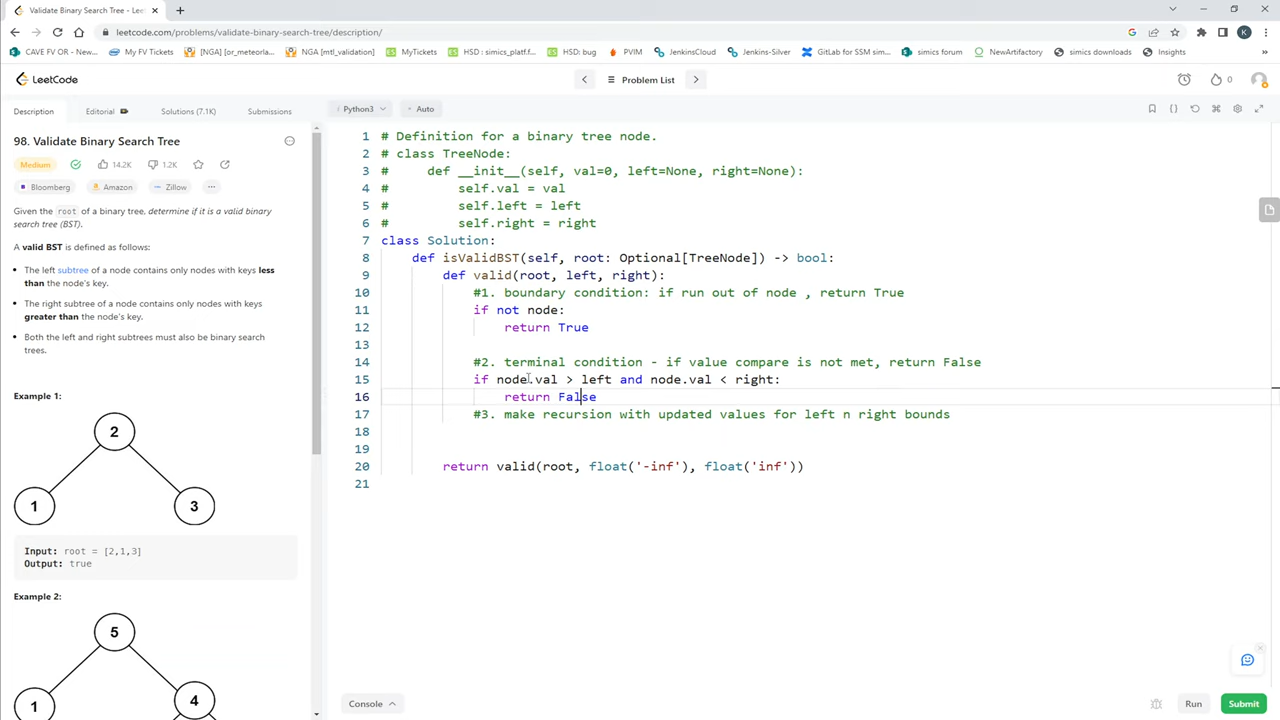 Validate Binary Search Tree - Lee
leetcode.com/problems/validate-binary-search-tree/description/
CAVE FV OR - New...
My FV Tickets
[NGA] [or_meteorla...
NGA [mtl_validation]
MyTickets
HSD : simics_platf...
HSD: bug
PVIM
JenkinsCloud
Jenkins-Silver
GitLab for SSM sim...
simics forum
NewArtifactory
simics downloads
Insights
K
LeetCode
Problem List
0
Description
Editorial
Solutions (7.1K)
Submissions
Python3
Auto
98. Validate Binary Search Tree
Medium
14.2K
1.2K
Bloomberg
Amazon
Zillow
Given the root of a binary tree, determine if it is a valid binary
search tree (BST).
A valid BST is defined as follows:
The left subtree of a node contains only nodes with keys less
than the node's key.
The right subtree of a node contains only nodes with keys
greater than the node's key.
Both the left and right subtrees must also be binary search
trees.
Example 1:
2
1
3
Input: root = [2,1,3]
Output: true
Example 2:
5
1
4
1 # Definition for a binary tree node.
2 # class TreeNode:
3 #     def __init__(self, val=0, left=None, right=None):
4 #         self.val = val
5 #         self.left = left
6 #         self.right = right
7 class Solution:
8     def isValidBST(self, root: Optional[TreeNode]) -> bool:
9         def valid(root, left, right):
10             #1. boundary condition: if run out of node , return True
11             if not node:
12                 return True
13
14             #2. terminal condition - if value compare is not met, return False
15             if node.val > left and node.val < right:
16                 return False
17             #3. make recursion with updated values for left n right bounds
18
19
20         return valid(root, float('-inf'), float('inf'))
21
Console
Run
Submit